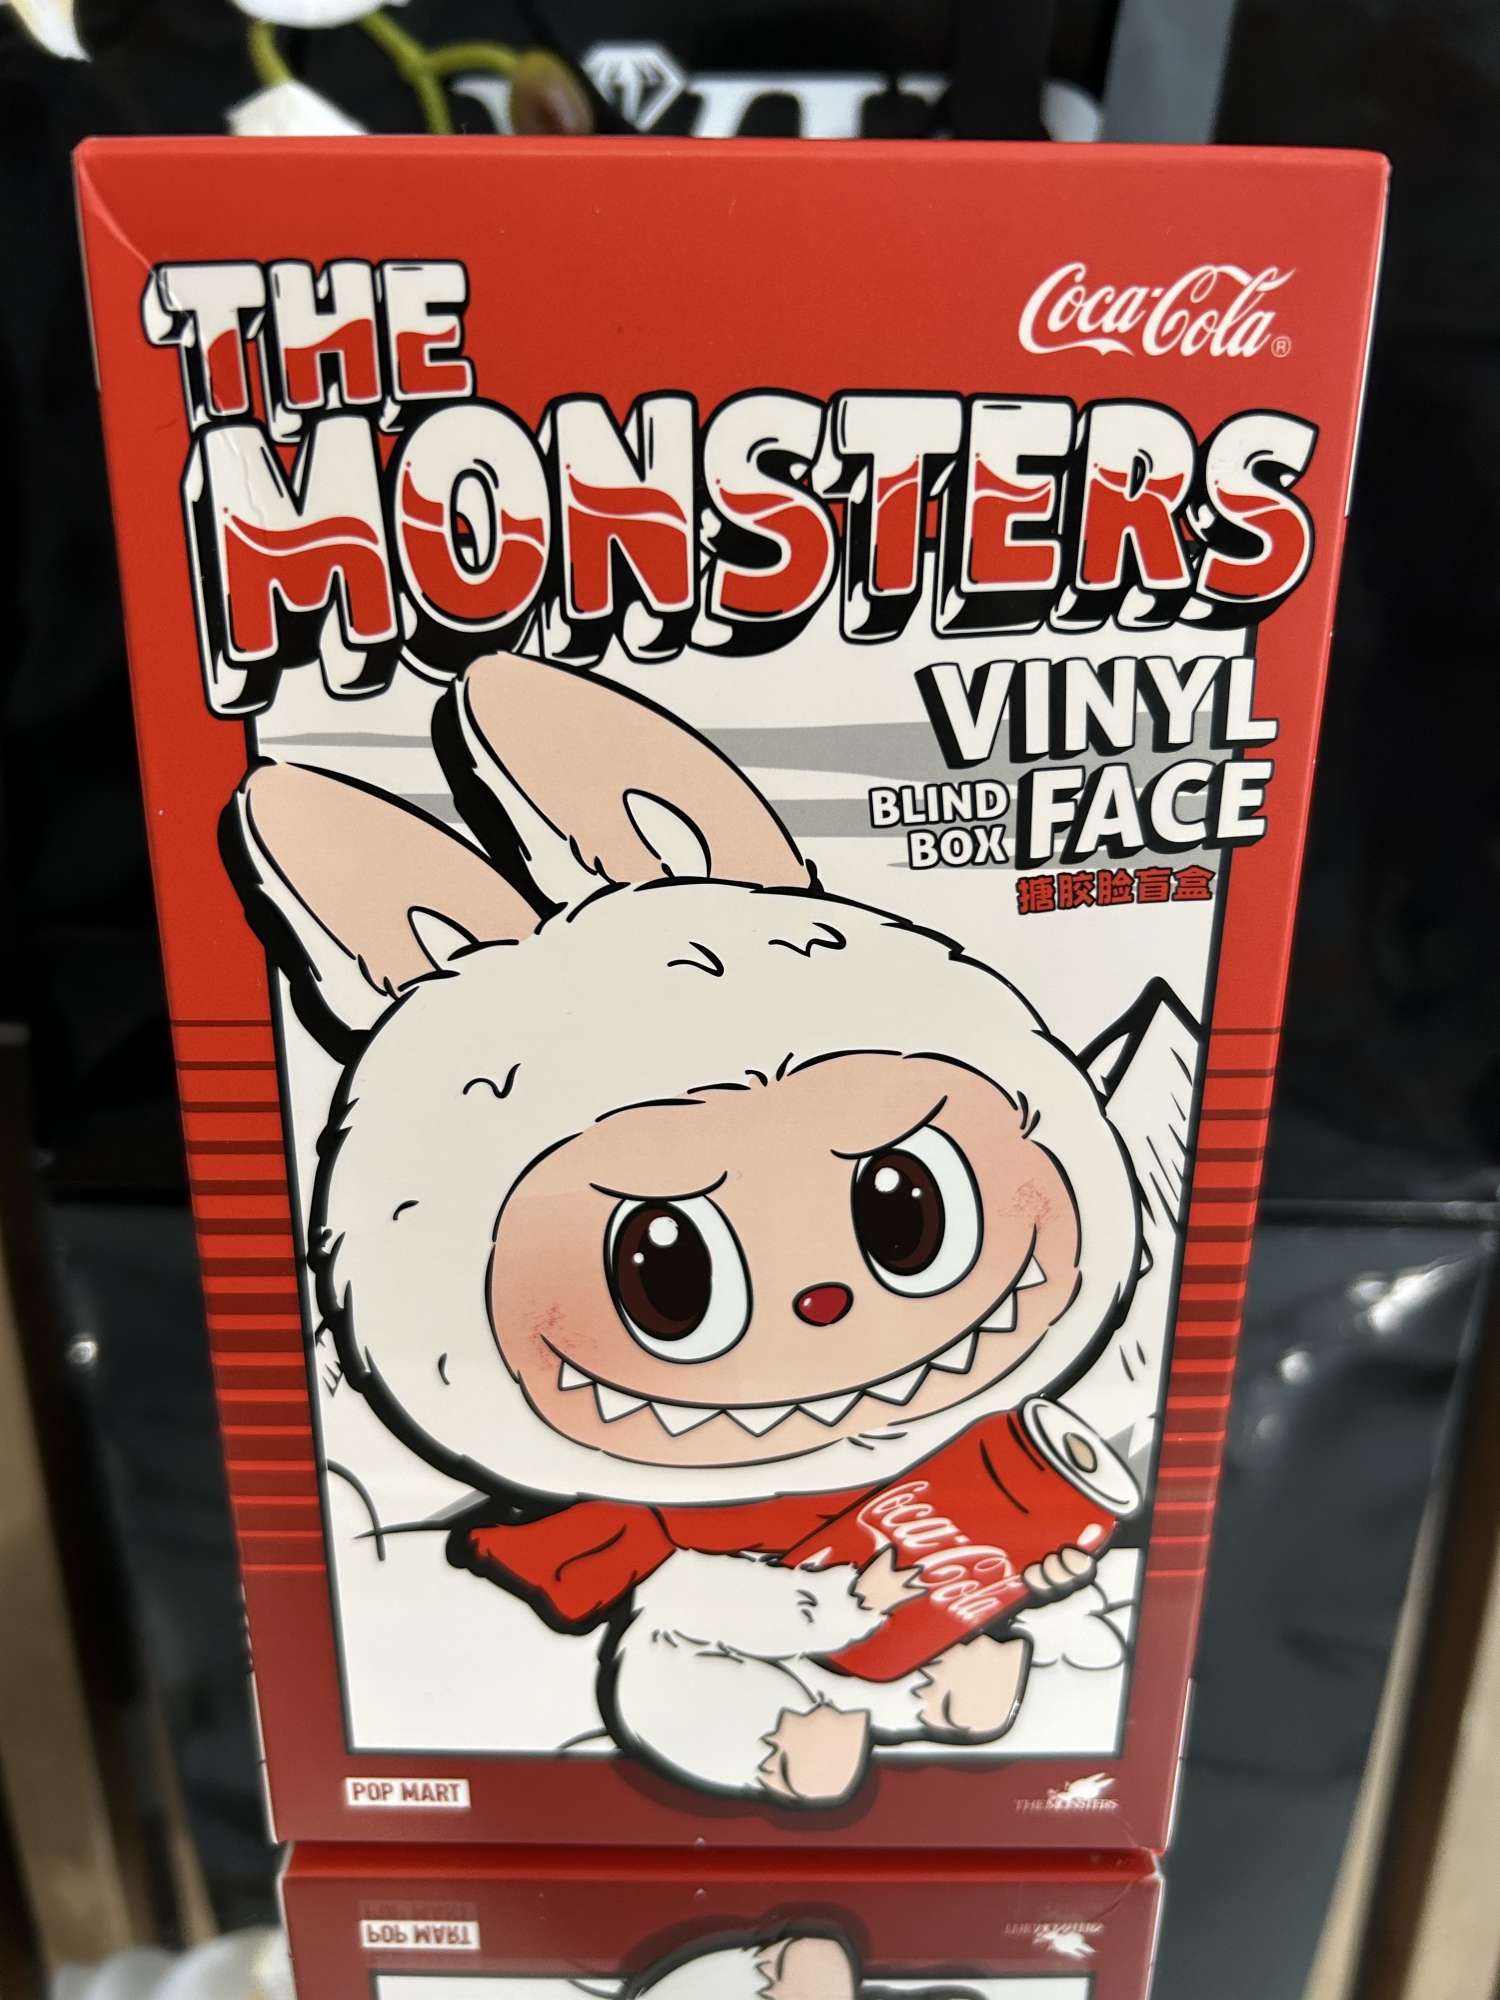 THE
Coca-Cola®
MONSTERS
VINYL
BLIND FACE
BOX
搪胶脸盲盒
Coca-Cola
POP MART
THE MONSTERS